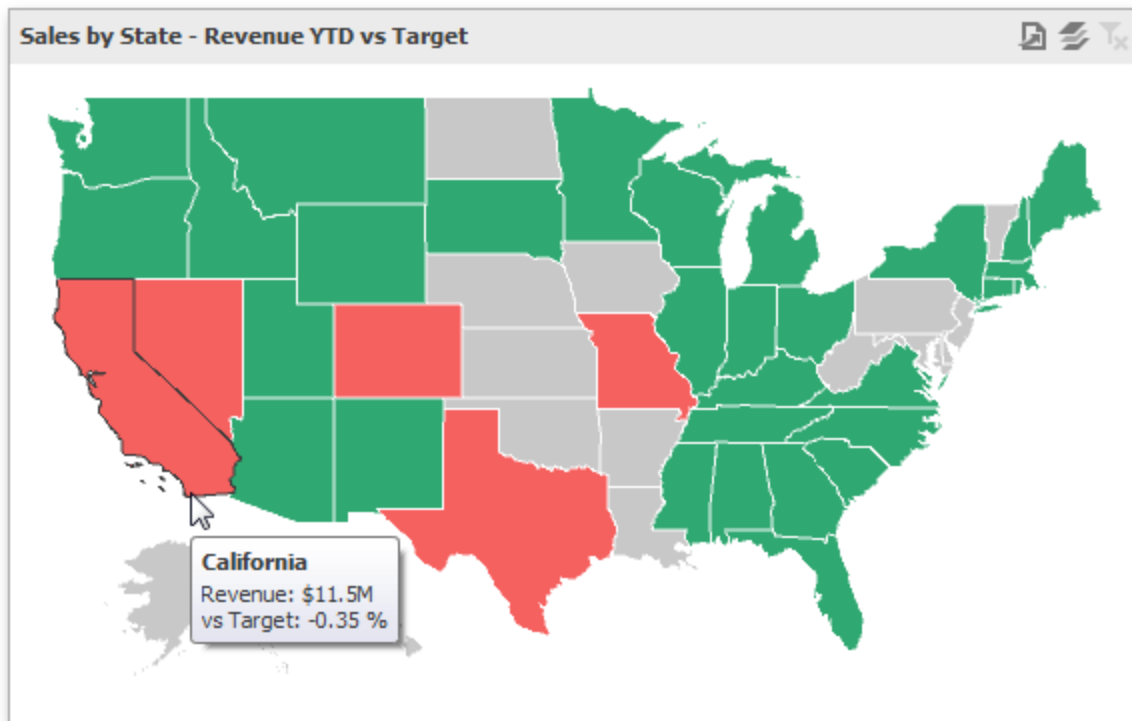 Sales by State - Revenue YTD vs Target
California
Revenue: $11.5M
vs Target: -0.35 %